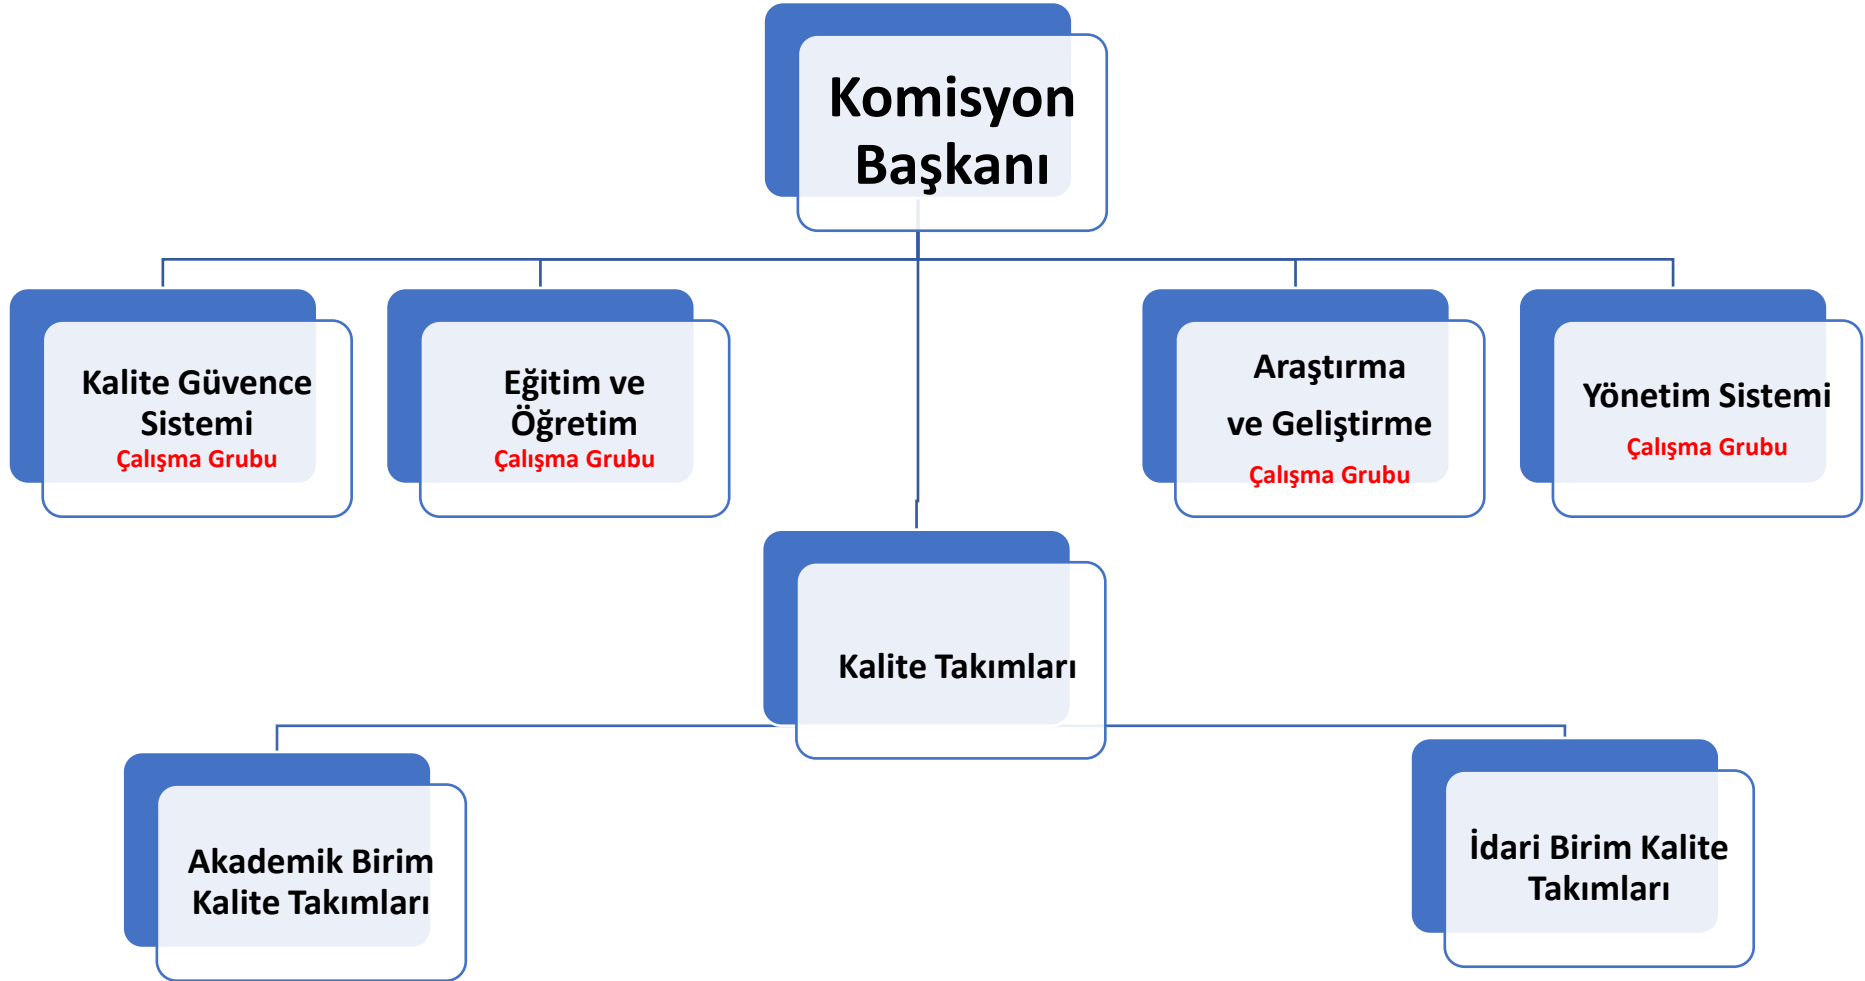 Komisyon
Başkanı
Kalite Güvence
Sistemi
Çalışma Grubu
Eğitim ve
Öğretim
Çalışma Grubu
Araştırma
ve Geliştirme
Çalışma Grubu
Yönetim Sistemi
Çalışma Grubu
Kalite Takımları
Akademik Birim
Kalite Takımları
İdari Birim Kalite
Takımları